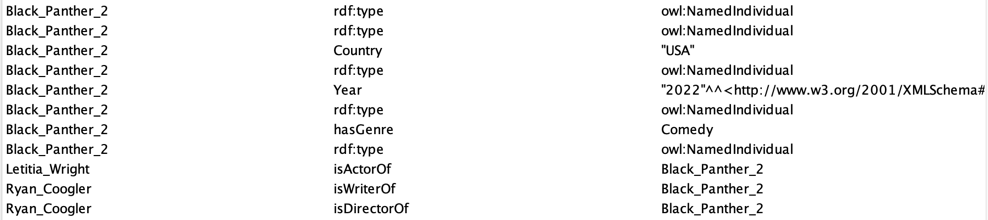 Black_Panther_2 rdf:type owl:NamedIndividual
Black_Panther_2 rdf:type owl:NamedIndividual
Black_Panther_2 Country "USA"
Black_Panther_2 rdf:type owl:NamedIndividual
Black_Panther_2 Year "2022"^^<http://www.w3.org/2001/XMLSchema#
Black_Panther_2 rdf:type owl:NamedIndividual
Black_Panther_2 hasGenre Comedy
Black_Panther_2 rdf:type owl:NamedIndividual
Letitia_Wright isActorOf Black_Panther_2
Ryan_Coogler isWriterOf Black_Panther_2
Ryan_Coogler isDirectorOf Black_Panther_2